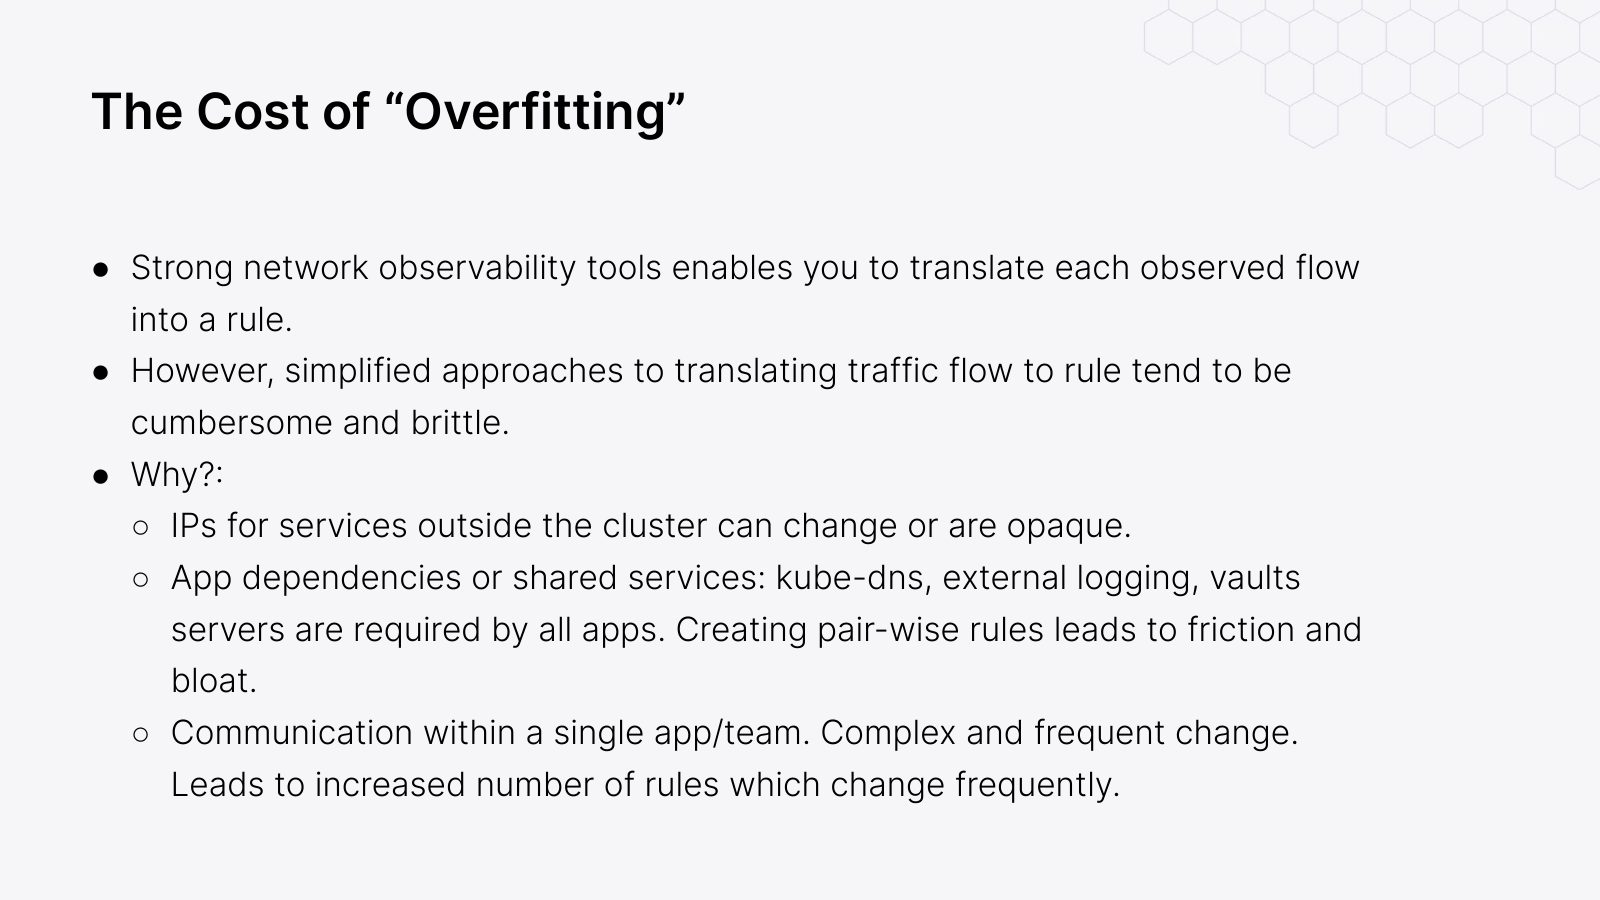 The Cost of “Overfitting”
● Strong network observability tools enables you to translate each observed flow
into a rule.
● However, simplified approaches to translating traffic flow to rule tend to be
cumbersome and brittle.
● Why?:
○ IPs for services outside the cluster can change or are opaque.
○ App dependencies or shared services: kube-dns, external logging, vaults
servers are required by all apps. Creating pair-wise rules leads to friction and
bloat.
○ Communication within a single app/team. Complex and frequent change.
Leads to increased number of rules which change frequently.